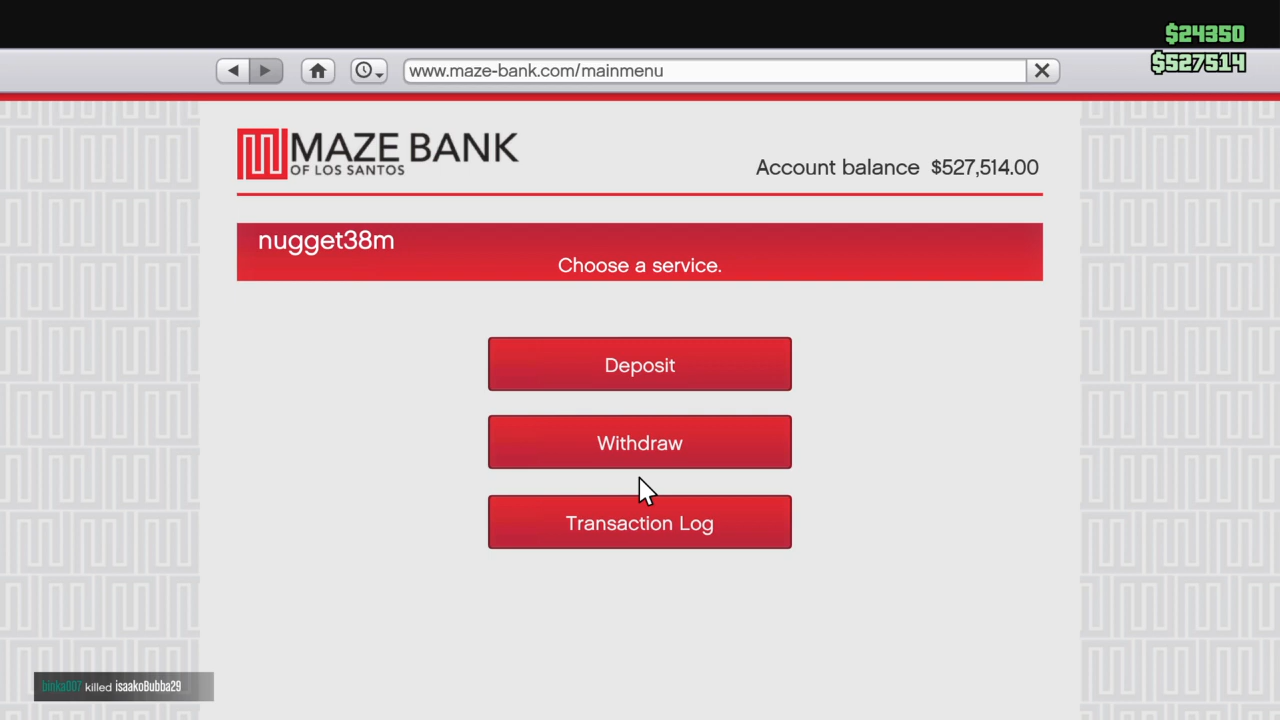 $24350
$527514
www.maze-bank.com/mainmenu
MAZE BANK
OF LOS SANTOS
Account balance $527,514.00
nugget38m
Choose a service.
Deposit
Withdraw
Transaction Log
binka007 killed isaakoBubba29